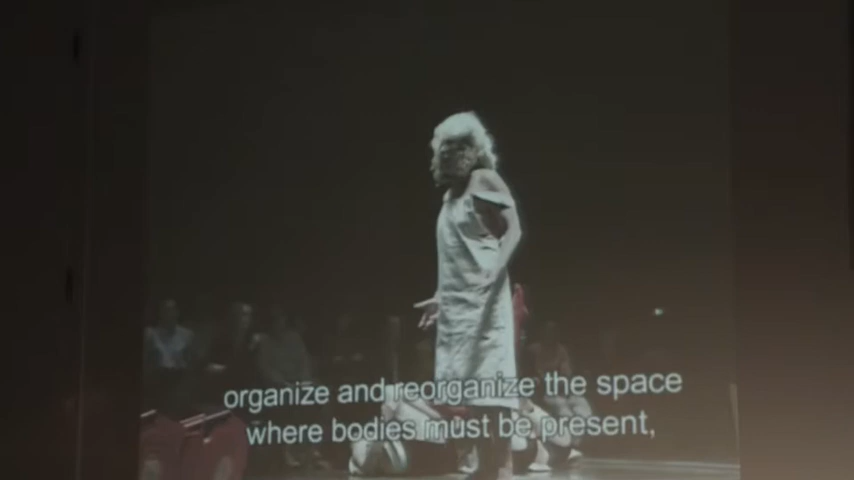 organize and reorganize the space
where bodies must be present,